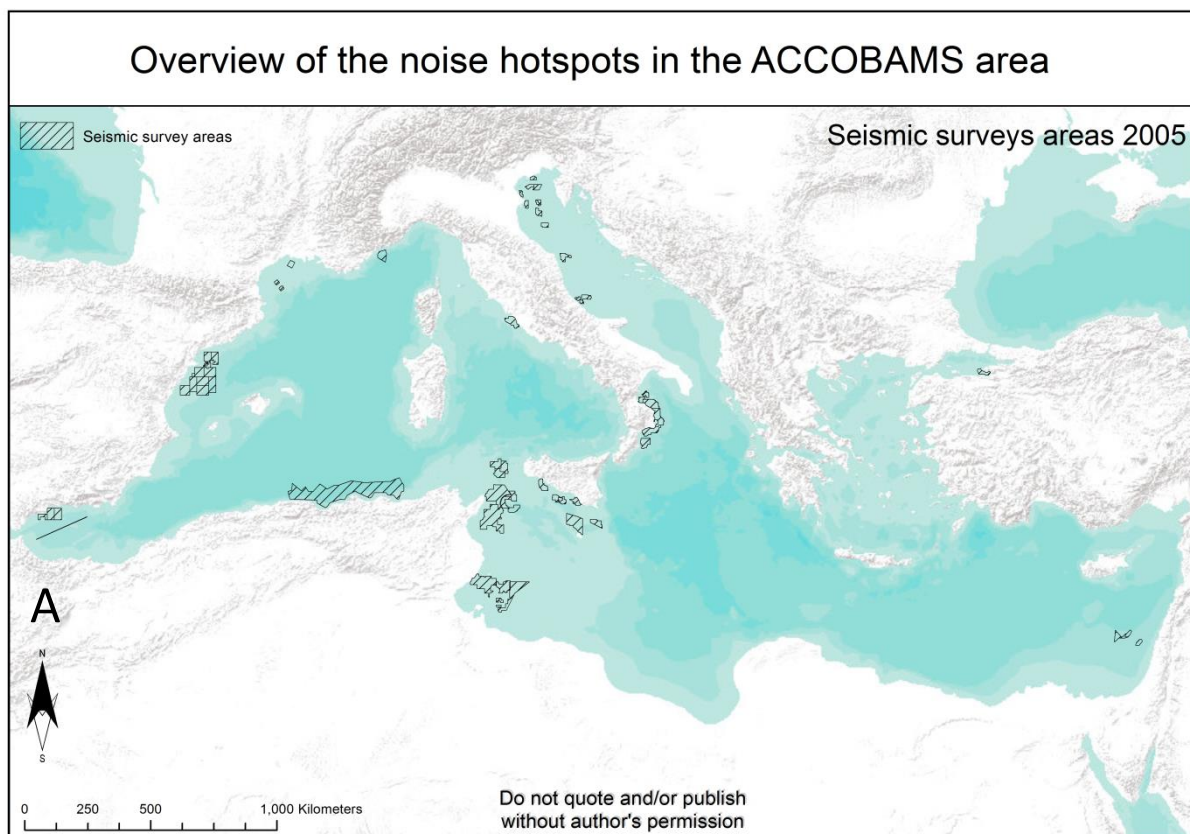 Overview of the noise hotspots in the ACCOBAMS area
Seismic survey areas
Seismic surveys areas 2005
A
N
S
0 250 500 1,000 Kilometers
Do not quote and/or publish
without author's permission